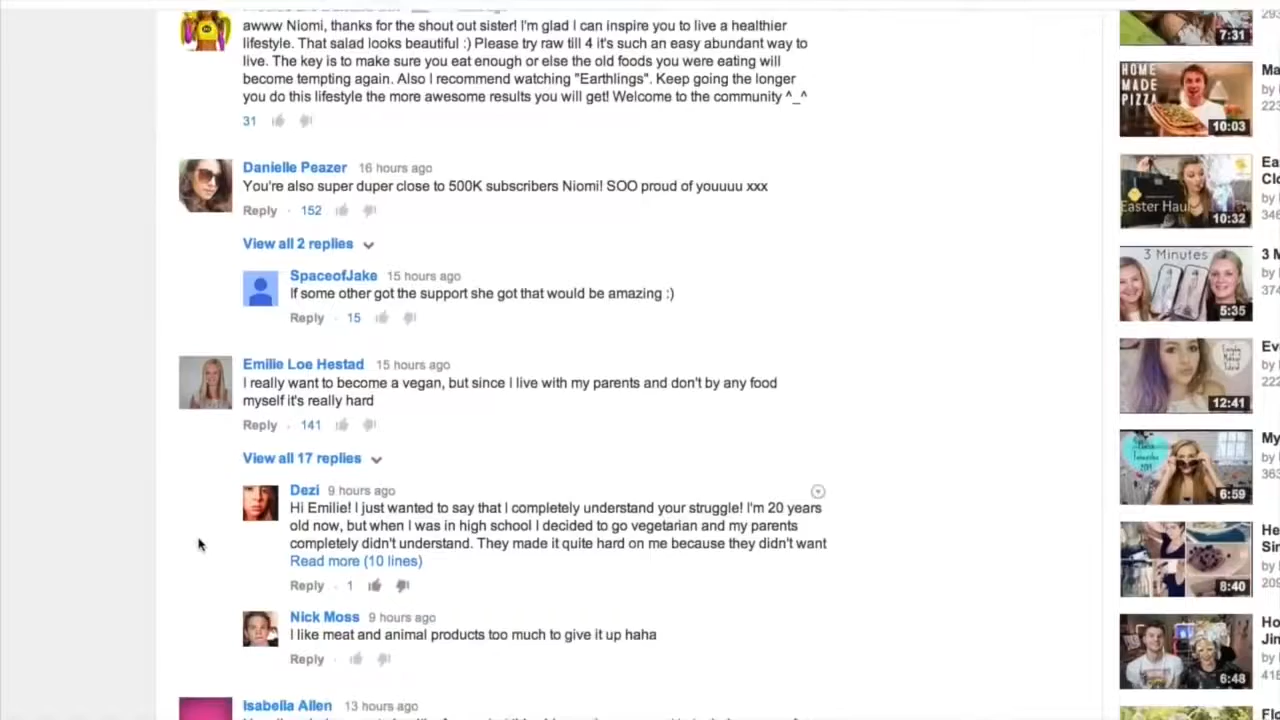 awww Niomi, thanks for the shout out sister! I'm glad I can inspire you to live a healthier
lifestyle. That salad looks beautiful :) Please try raw till 4 it's such an easy abundant way to
live. The key is to make sure you eat enough or else the old foods you were eating will
become tempting again. Also I recommend watching "Earthlings". Keep going the longer
you do this lifestyle the more awesome results you will get! Welcome to the community ^_^
31
Danielle Peazer 16 hours ago
You're also super duper close to 500K subscribers Niomi! SOO proud of youuuu xxx
Reply · 152
View all 2 replies
SpaceofJake 15 hours ago
If some other got the support she got that would be amazing :)
Reply · 15
Emilie Loe Hestad 15 hours ago
I really want to become a vegan, but since I live with my parents and don't by any food
myself it's really hard
Reply · 141
View all 17 replies
Dezi 9 hours ago
Hi Emilie! I just wanted to say that I completely understand your struggle! I'm 20 years
old now, but when I was in high school I decided to go vegetarian and my parents
completely didn't understand. They made it quite hard on me because they didn't want
Read more (10 lines)
Reply · 1
Nick Moss 9 hours ago
I like meat and animal products too much to give it up haha
Reply ·
Isabella Allen 13 hours ago
7:31
HOME
MADE
PIZZA
10:03
Ma
by
223
Easter Haul
10:32
Ea
Clo
by
346
3 Minutes
5:35
3 M
by
374
Everyday
Makeup
Tutorial
12:41
Ev
by
222
6:59
My
by
363
8:40
He
Sin
by
209
6:48
Ho
Jin
by
418